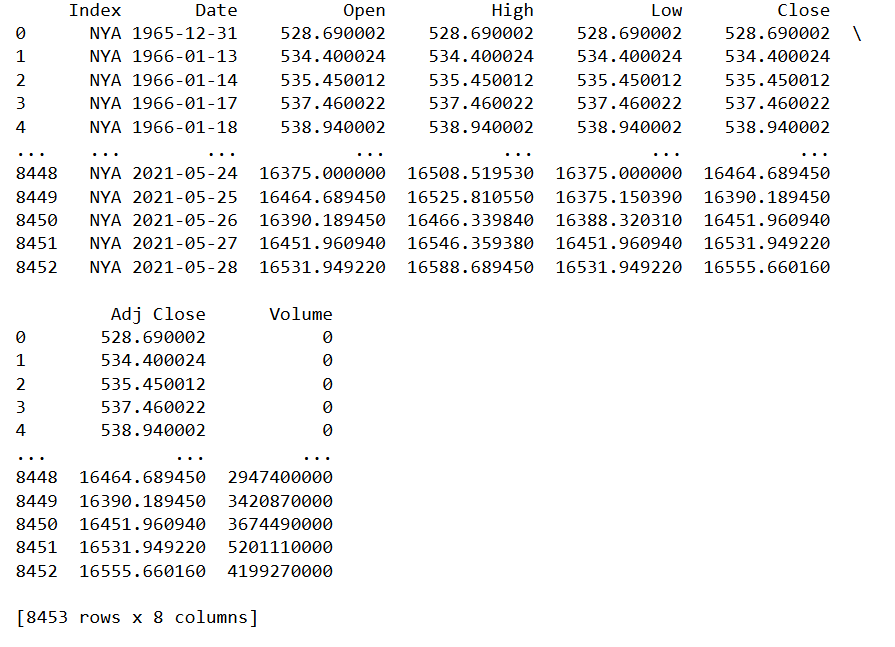 Index       Date          Open          High           Low         Close  \
0      NYA 1965-12-31    528.690002    528.690002    528.690002    528.690002
1      NYA 1966-01-13    534.400024    534.400024    534.400024    534.400024
2      NYA 1966-01-14    535.450012    535.450012    535.450012    535.450012
3      NYA 1966-01-17    537.460022    537.460022    537.460022    537.460022
4      NYA 1966-01-18    538.940002    538.940002    538.940002    538.940002
...    ...        ...           ...           ...           ...           ...
8448   NYA 2021-05-24  16375.000000  16508.519530  16375.000000  16464.689450
8449   NYA 2021-05-25  16464.689450  16525.810550  16375.150390  16390.189450
8450   NYA 2021-05-26  16390.189450  16466.339840  16388.320310  16451.960940
8451   NYA 2021-05-27  16451.960940  16546.359380  16451.960940  16531.949220
8452   NYA 2021-05-28  16531.949220  16588.689450  16531.949220  16555.660160

         Adj Close      Volume
0       528.690002           0
1       534.400024           0
2       535.450012           0
3       537.460022           0
4       538.940002           0
...            ...         ...
8448  16464.689450  2947400000
8449  16390.189450  3420870000
8450  16451.960940  3674490000
8451  16531.949220  5201110000
8452  16555.660160  4199270000

[8453 rows x 8 columns]